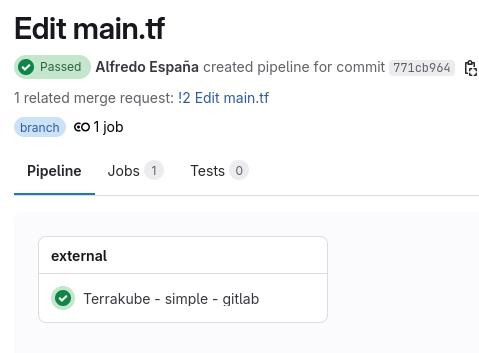 Edit main.tf
Passed Alfredo España created pipeline for commit 771cb964
1 related merge request: !2 Edit main.tf
branch 1 job
Pipeline Jobs 1 Tests 0
external
Terrakube - simple - gitlab